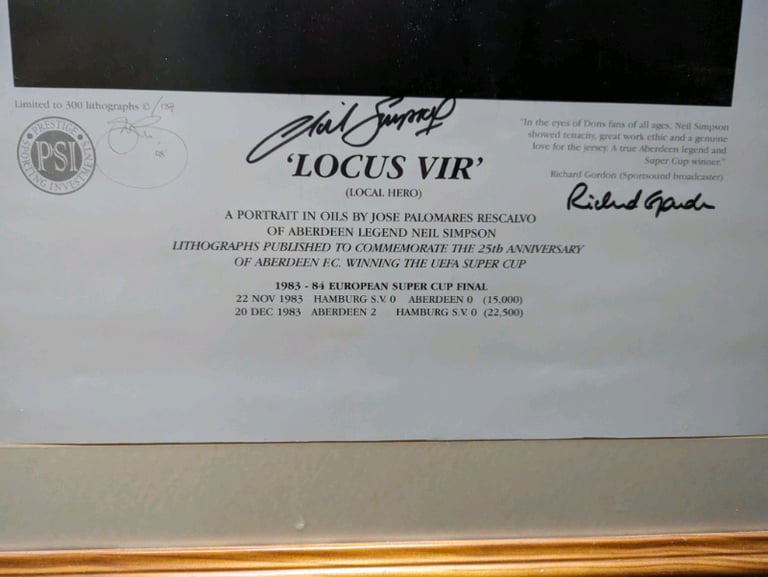 Limited to 300 lithographs ©
PRESTIGE
PSI
SPORTING INVESTMENTS
Neil Simpson
'LOCUS VIR'
(LOCAL HERO)
A PORTRAIT IN OILS BY JOSE PALOMARES RESCALVO
OF ABERDEEN LEGEND NEIL SIMPSON
LITHOGRAPHS PUBLISHED TO COMMEMORATE THE 25th ANNIVERSARY
OF ABERDEEN F.C. WINNING THE UEFA SUPER CUP
1983 - 84 EUROPEAN SUPER CUP FINAL
22 NOV 1983 HAMBURG S.V. 0 ABERDEEN 0 (15,000)
20 DEC 1983 ABERDEEN 2 HAMBURG S.V. 0 (22,500)
"In the eyes of Dons fans of all ages, Neil Simpson
showed tenacity, great work ethic and a genuine
love for the jersey. A true Aberdeen legend and
Super Cup winner."
Richard Gordon (Sportsound broadcaster)
Richard Gordon